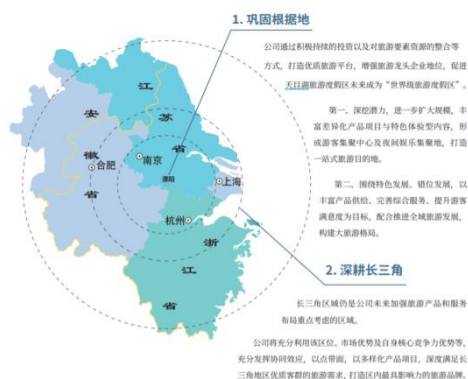 1. 巩固根据地
公司通过积极持续的投资以及对旅游要素资源的整合等
方式，打造优质旅游平台，增强旅游龙头企业地位，促进
天目湖旅游度假区未来成为“世界级旅游度假区”。
第一、深挖潜力，进一步扩大规模，丰
富差异化产品项目与特色体验型内容，形
成游客集聚中心及夜间娱乐集聚地，打造
一站式旅游目的地。
第二、围绕特色发展、错位发展，以
丰富产品供给、完善综合服务、提升游客
满意度为目标，配合推进全域旅游发展，
构建大旅游格局。
江苏省
安徽省
合肥
南京
溧阳
上海
杭州
浙江省
2. 深耕长三角
长三角区域仍是公司未来加强旅游产品和服务
布局重点考虑的区域。
公司将充分利用该区位、市场优势及自身核心竞争力优势等，
充分发挥协同效应，以点带面，以多样化产品项目，深度满足长
三角地区优质客群的旅游需求，打造区内最具影响力的旅游品牌。